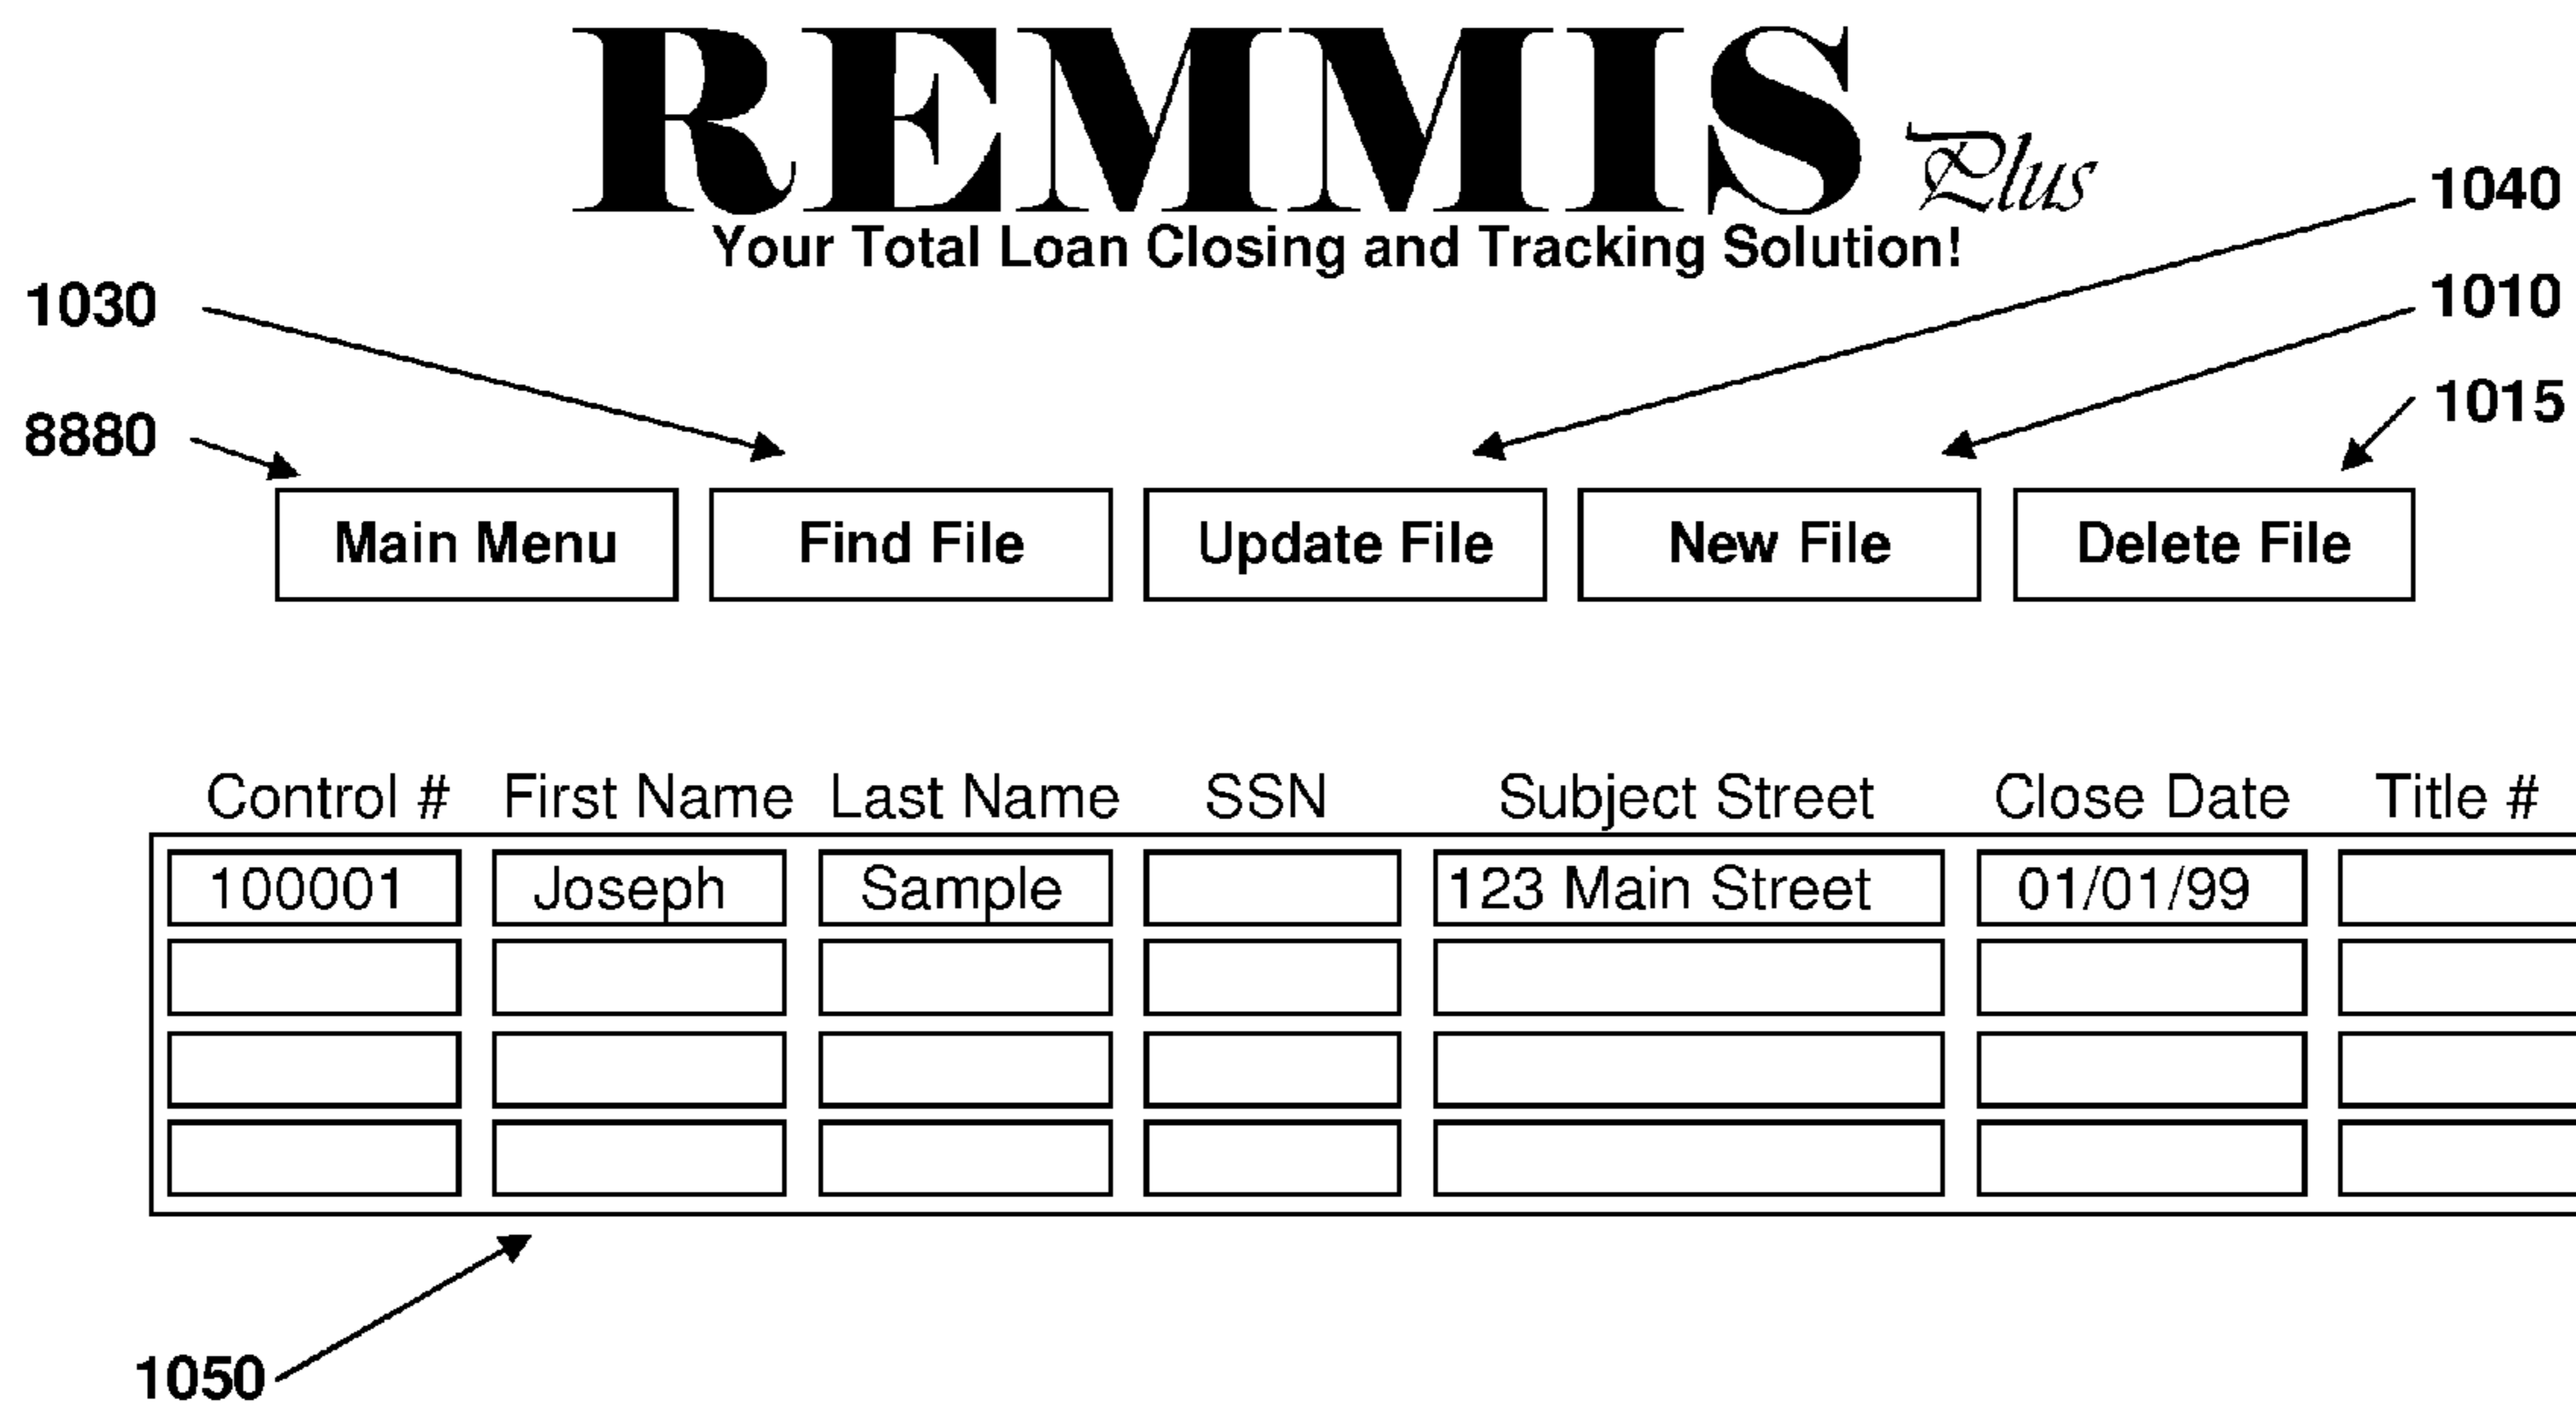 REMMIS Plus
Your Total Loan Closing and Tracking Solution!
1040
1030
1010
8880
1015
Main Menu Find File Update File New File Delete File
Control # First Name Last Name SSN Subject Street Close Date Title #
100001 Joseph Sample 123 Main Street 01/01/99
1050